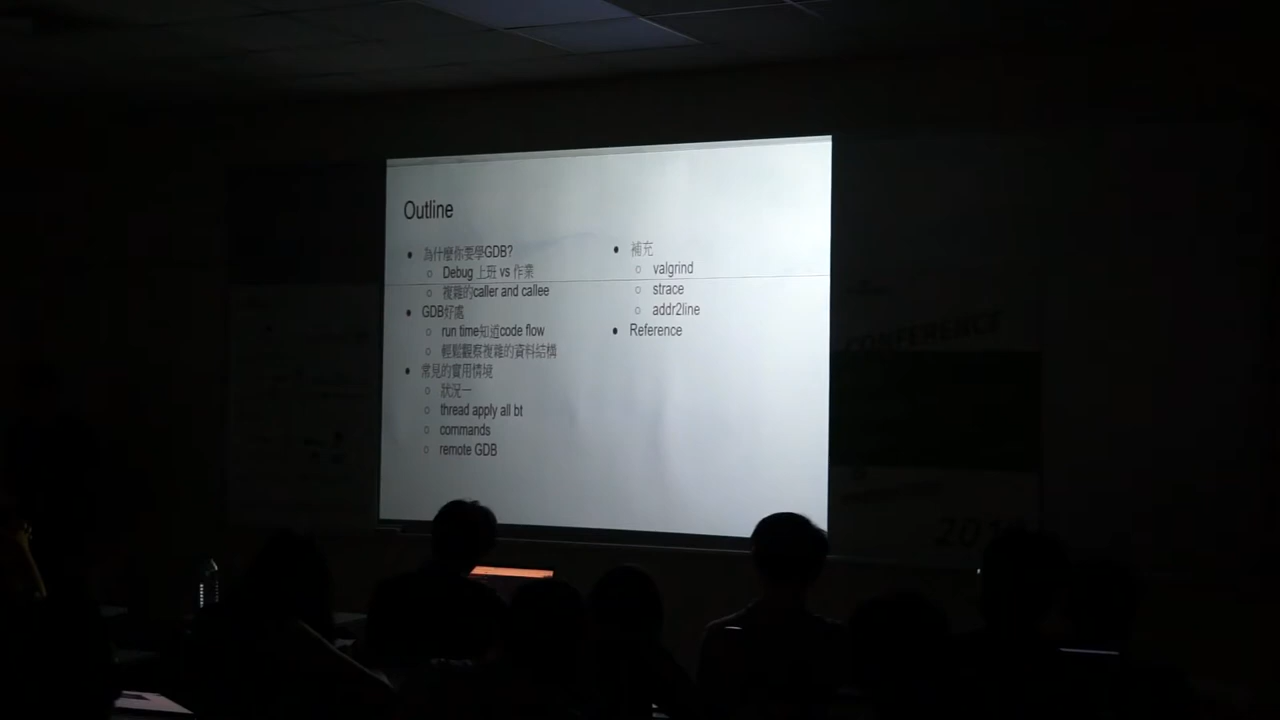 Outline
為什麼你要學GDB?
Debug 上班 vs 作業
複雜的caller and callee
GDB好處
run time知道code flow
輕鬆觀察複雜的資料結構
常見的實用情境
狀況一
thread apply all bt
commands
remote GDB
補充
valgrind
strace
addr2line
Reference
CONFERENCE